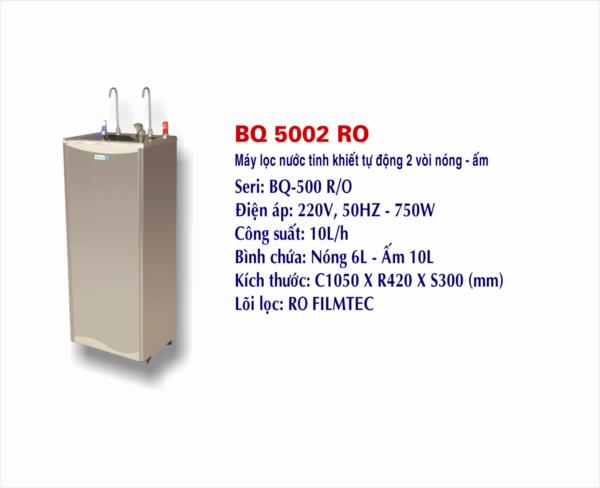 BQ 5002 RO
Máy lọc nước tinh khiết tự động 2 vòi nóng - ấm
Seri: BQ-500 R/O
Điện áp: 220V, 50HZ - 750W
Công suất: 10L/h
Bình chứa: Nóng 6L - Ấm 10L
Kích thước: C1050 X R420 X S300 (mm)
Lõi lọc: RO FILMTEC